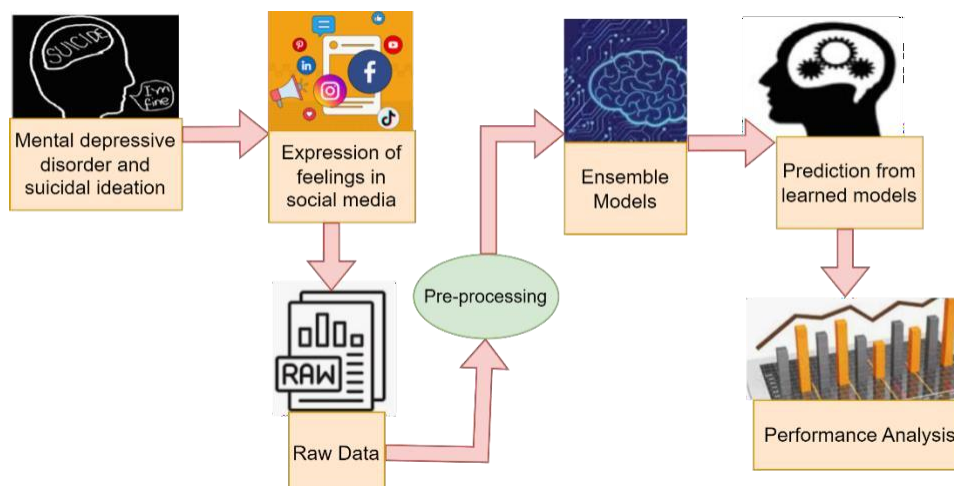 SUICIDE
I'm
fine
Mental depressive
disorder and
suicidal ideation
Expression of
feelings in
social media
RAW
Raw Data
Pre-processing
Ensemble
Models
Prediction from
learned models
Performance Analysis